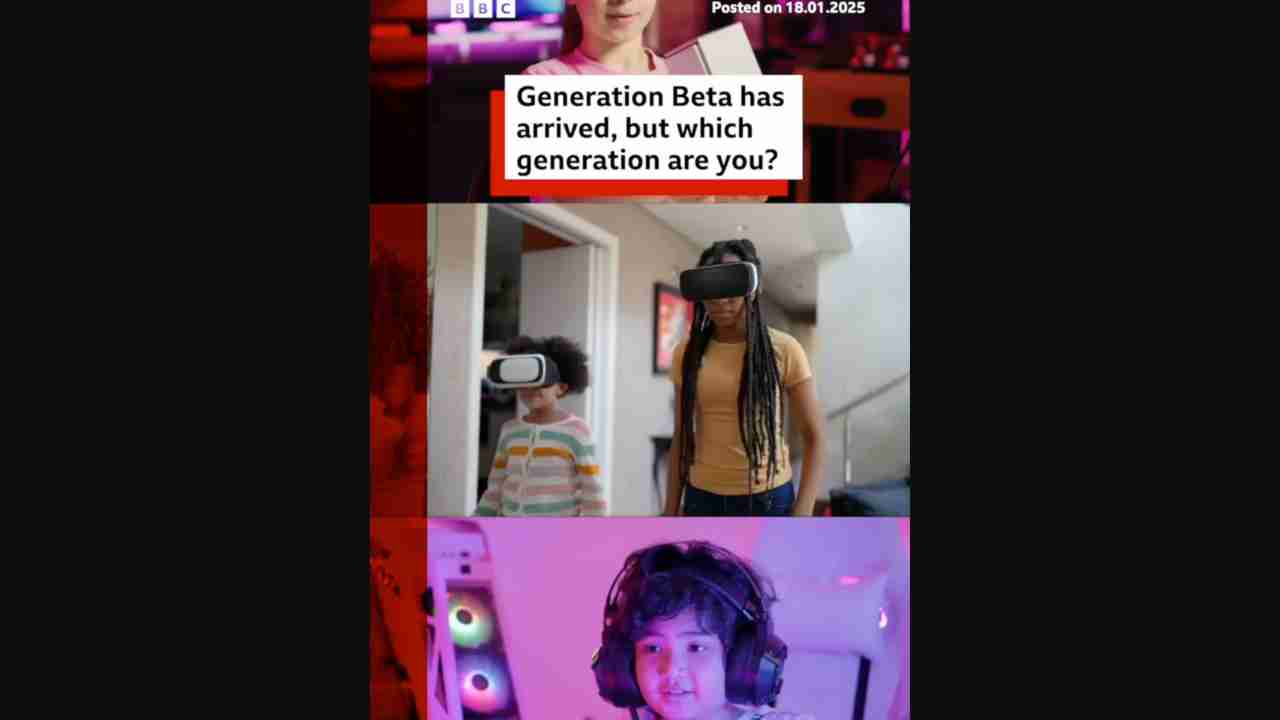 BBC
Posted on 18.01.2025
Generation Beta has
arrived, but which
generation are you?